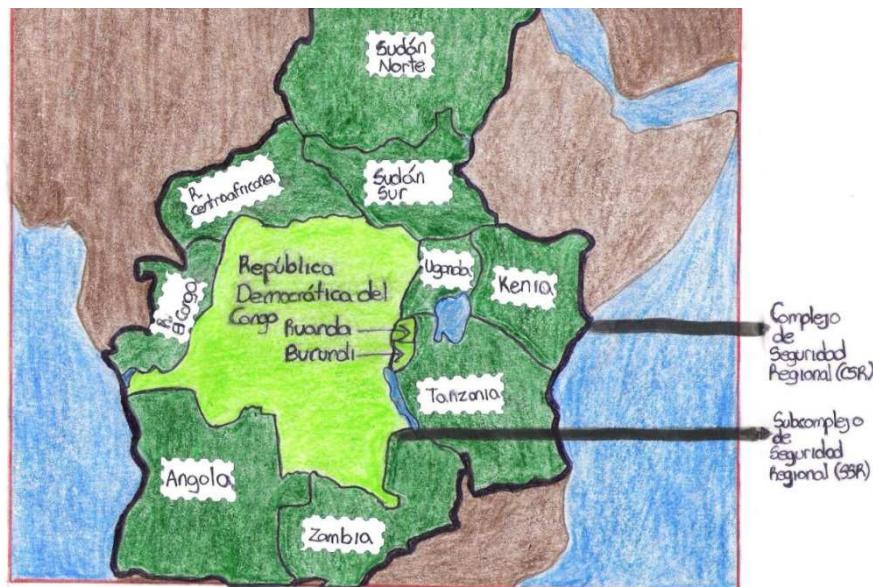 Sudán
Norte
R.
centroafricana
Sudán
Sur
República
Democrática del
Congo
Uganda
Kenia
R.
El Congo
Ruanda
Burundi
Tanzania
Angola
Zambia
Complejo
de
Seguridad
Regional (CSR)
Subcomplejo
de
Seguridad
Regional (SSR)